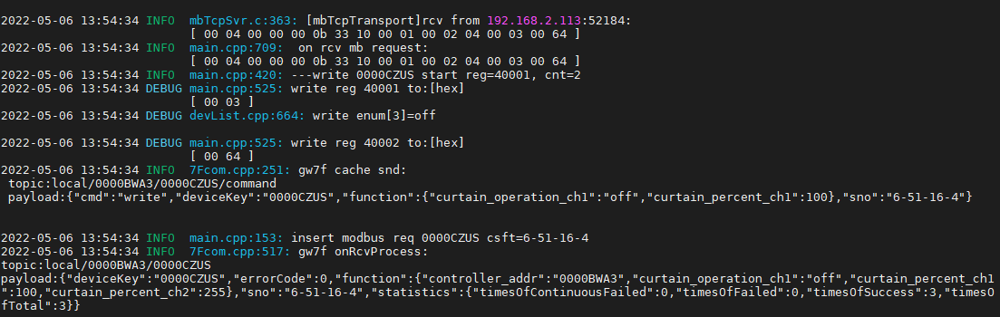 2022-05-06 13:54:34 INFO  mbTcpSvr.c:363: [mbTcpTransport]rcv from 192.168.2.113:52184:
[ 00 04 00 00 00 0b 33 10 00 01 00 02 04 00 03 00 64 ]
2022-05-06 13:54:34 INFO  main.cpp:709:  on rcv mb request:
[ 00 04 00 00 00 0b 33 10 00 01 00 02 04 00 03 00 64 ]
2022-05-06 13:54:34 INFO  main.cpp:420: ---write 0000CZUS start reg=40001, cnt=2
2022-05-06 13:54:34 DEBUG main.cpp:525: write reg 40001 to:[hex]
[ 00 03 ]
2022-05-06 13:54:34 DEBUG devList.cpp:664: write enum[3]=off
2022-05-06 13:54:34 DEBUG main.cpp:525: write reg 40002 to:[hex]
[ 00 64 ]
2022-05-06 13:54:34 INFO  7Fcom.cpp:251: gw7f cache snd:
topic:local/0000BWA3/0000CZUS/command
payload:{"cmd":"write","deviceKey":"0000CZUS","function":{"curtain_operation_ch1":"off","curtain_percent_ch1":100},"sno":"6-51-16-4"}
2022-05-06 13:54:34 INFO  main.cpp:153: insert modbus req 0000CZUS csft=6-51-16-4
2022-05-06 13:54:34 INFO  7Fcom.cpp:517: gw7f onRcvProcess:
topic:local/0000BWA3/0000CZUS
payload:{"deviceKey":"0000CZUS","errorCode":0,"function":{"controller_addr":"0000BWA3","curtain_operation_ch1":"off","curtain_percent_ch1
":100,"curtain_percent_ch2":255},"sno":"6-51-16-4","statistics":{"timesOfContinuousFailed":0,"timesOfFailed":0,"timesOfSuccess":3,"timesO
fTotal":3}}